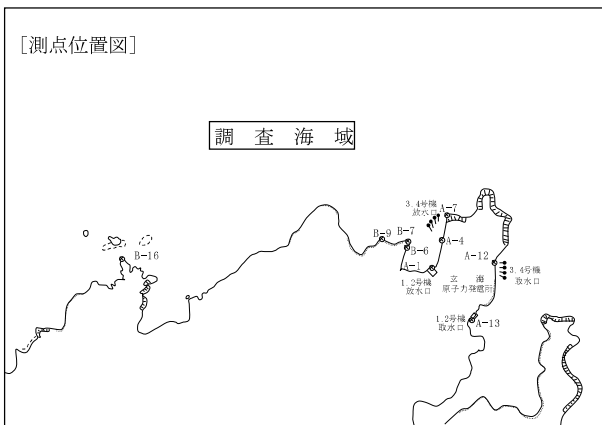 [測点位置図]
調査海域
3.4号機
放水口
A-7
B-9
B-7
B-6
A-4
B-16
A-1
A-12
1.2号機
放水口
玄海
原子力発電所
3.4号機
取水口
1.2号機
取水口
A-13